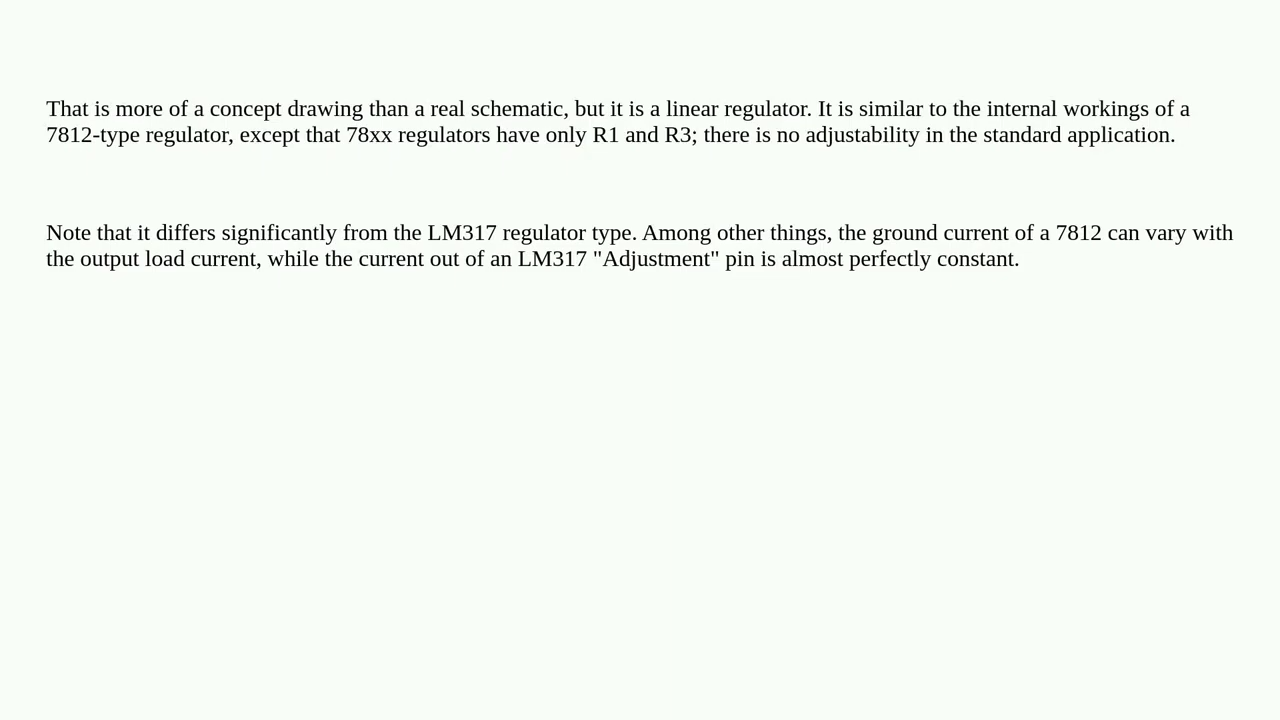 That is more of a concept drawing than a real schematic, but it is a linear regulator. It is similar to the internal workings of a
7812-type regulator, except that 78xx regulators have only R1 and R3; there is no adjustability in the standard application.
Note that it differs significantly from the LM317 regulator type. Among other things, the ground current of a 7812 can vary with
the output load current, while the current out of an LM317 "Adjustment" pin is almost perfectly constant.